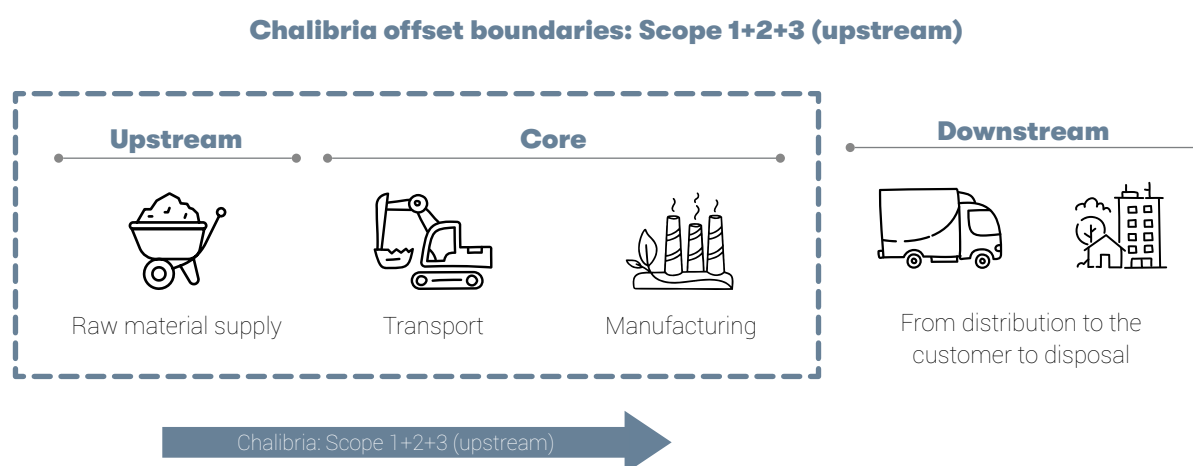 Chalibria offset boundaries: Scope 1+2+3 (upstream)
Upstream
Core
Downstream
Raw material supply
Transport
Manufacturing
From distribution to the
customer to disposal
Chalibria: Scope 1+2+3 (upstream)